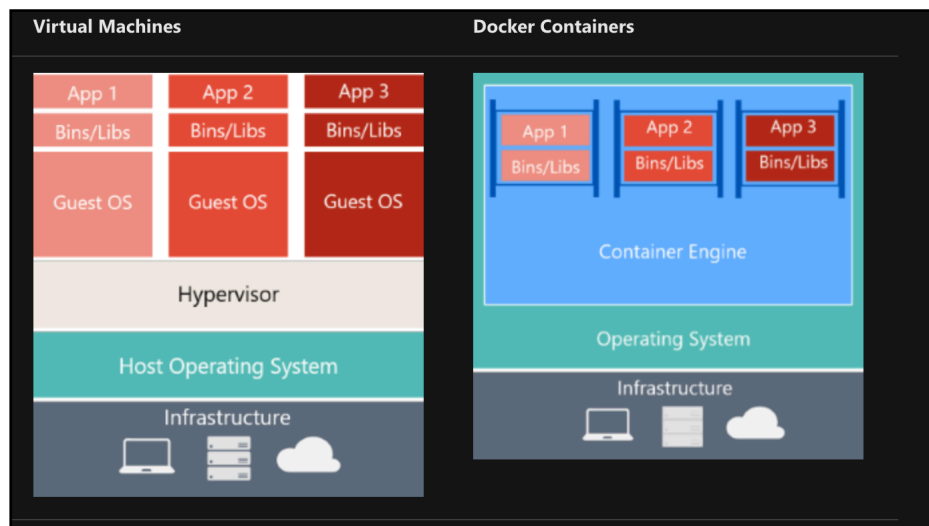 Virtual Machines
Docker Containers
App 1
App 2
App 3
Bins/Libs
Bins/Libs
Bins/Libs
Guest OS
Guest OS
Guest OS
Hypervisor
Host Operating System
Infrastructure
App 1
App 2
App 3
Bins/Libs
Bins/Libs
Bins/Libs
Container Engine
Operating System
Infrastructure